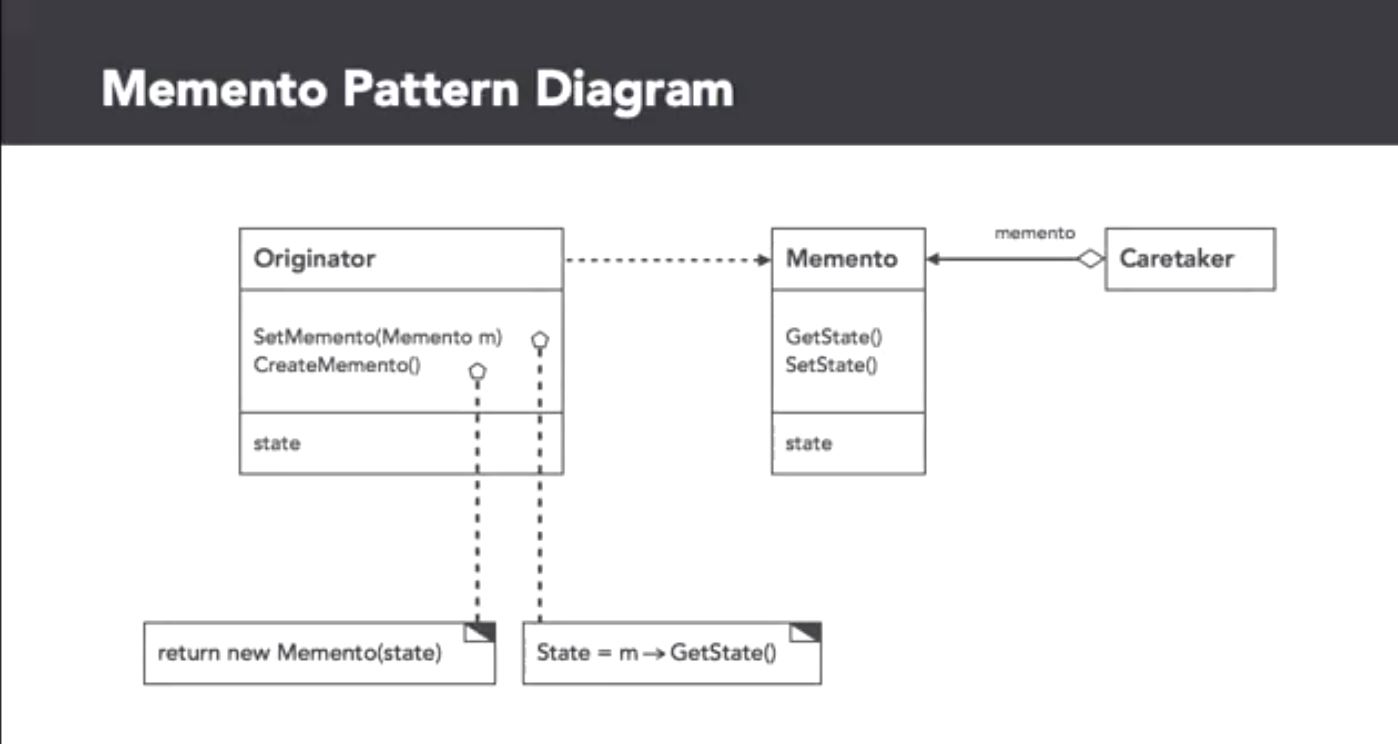 Memento Pattern Diagram
memento
Originator
Memento
Caretaker
SetMemento(Memento m)
CreateMemento()
GetState()
SetState()
state
state
return new Memento(state)
State = m→GetState()